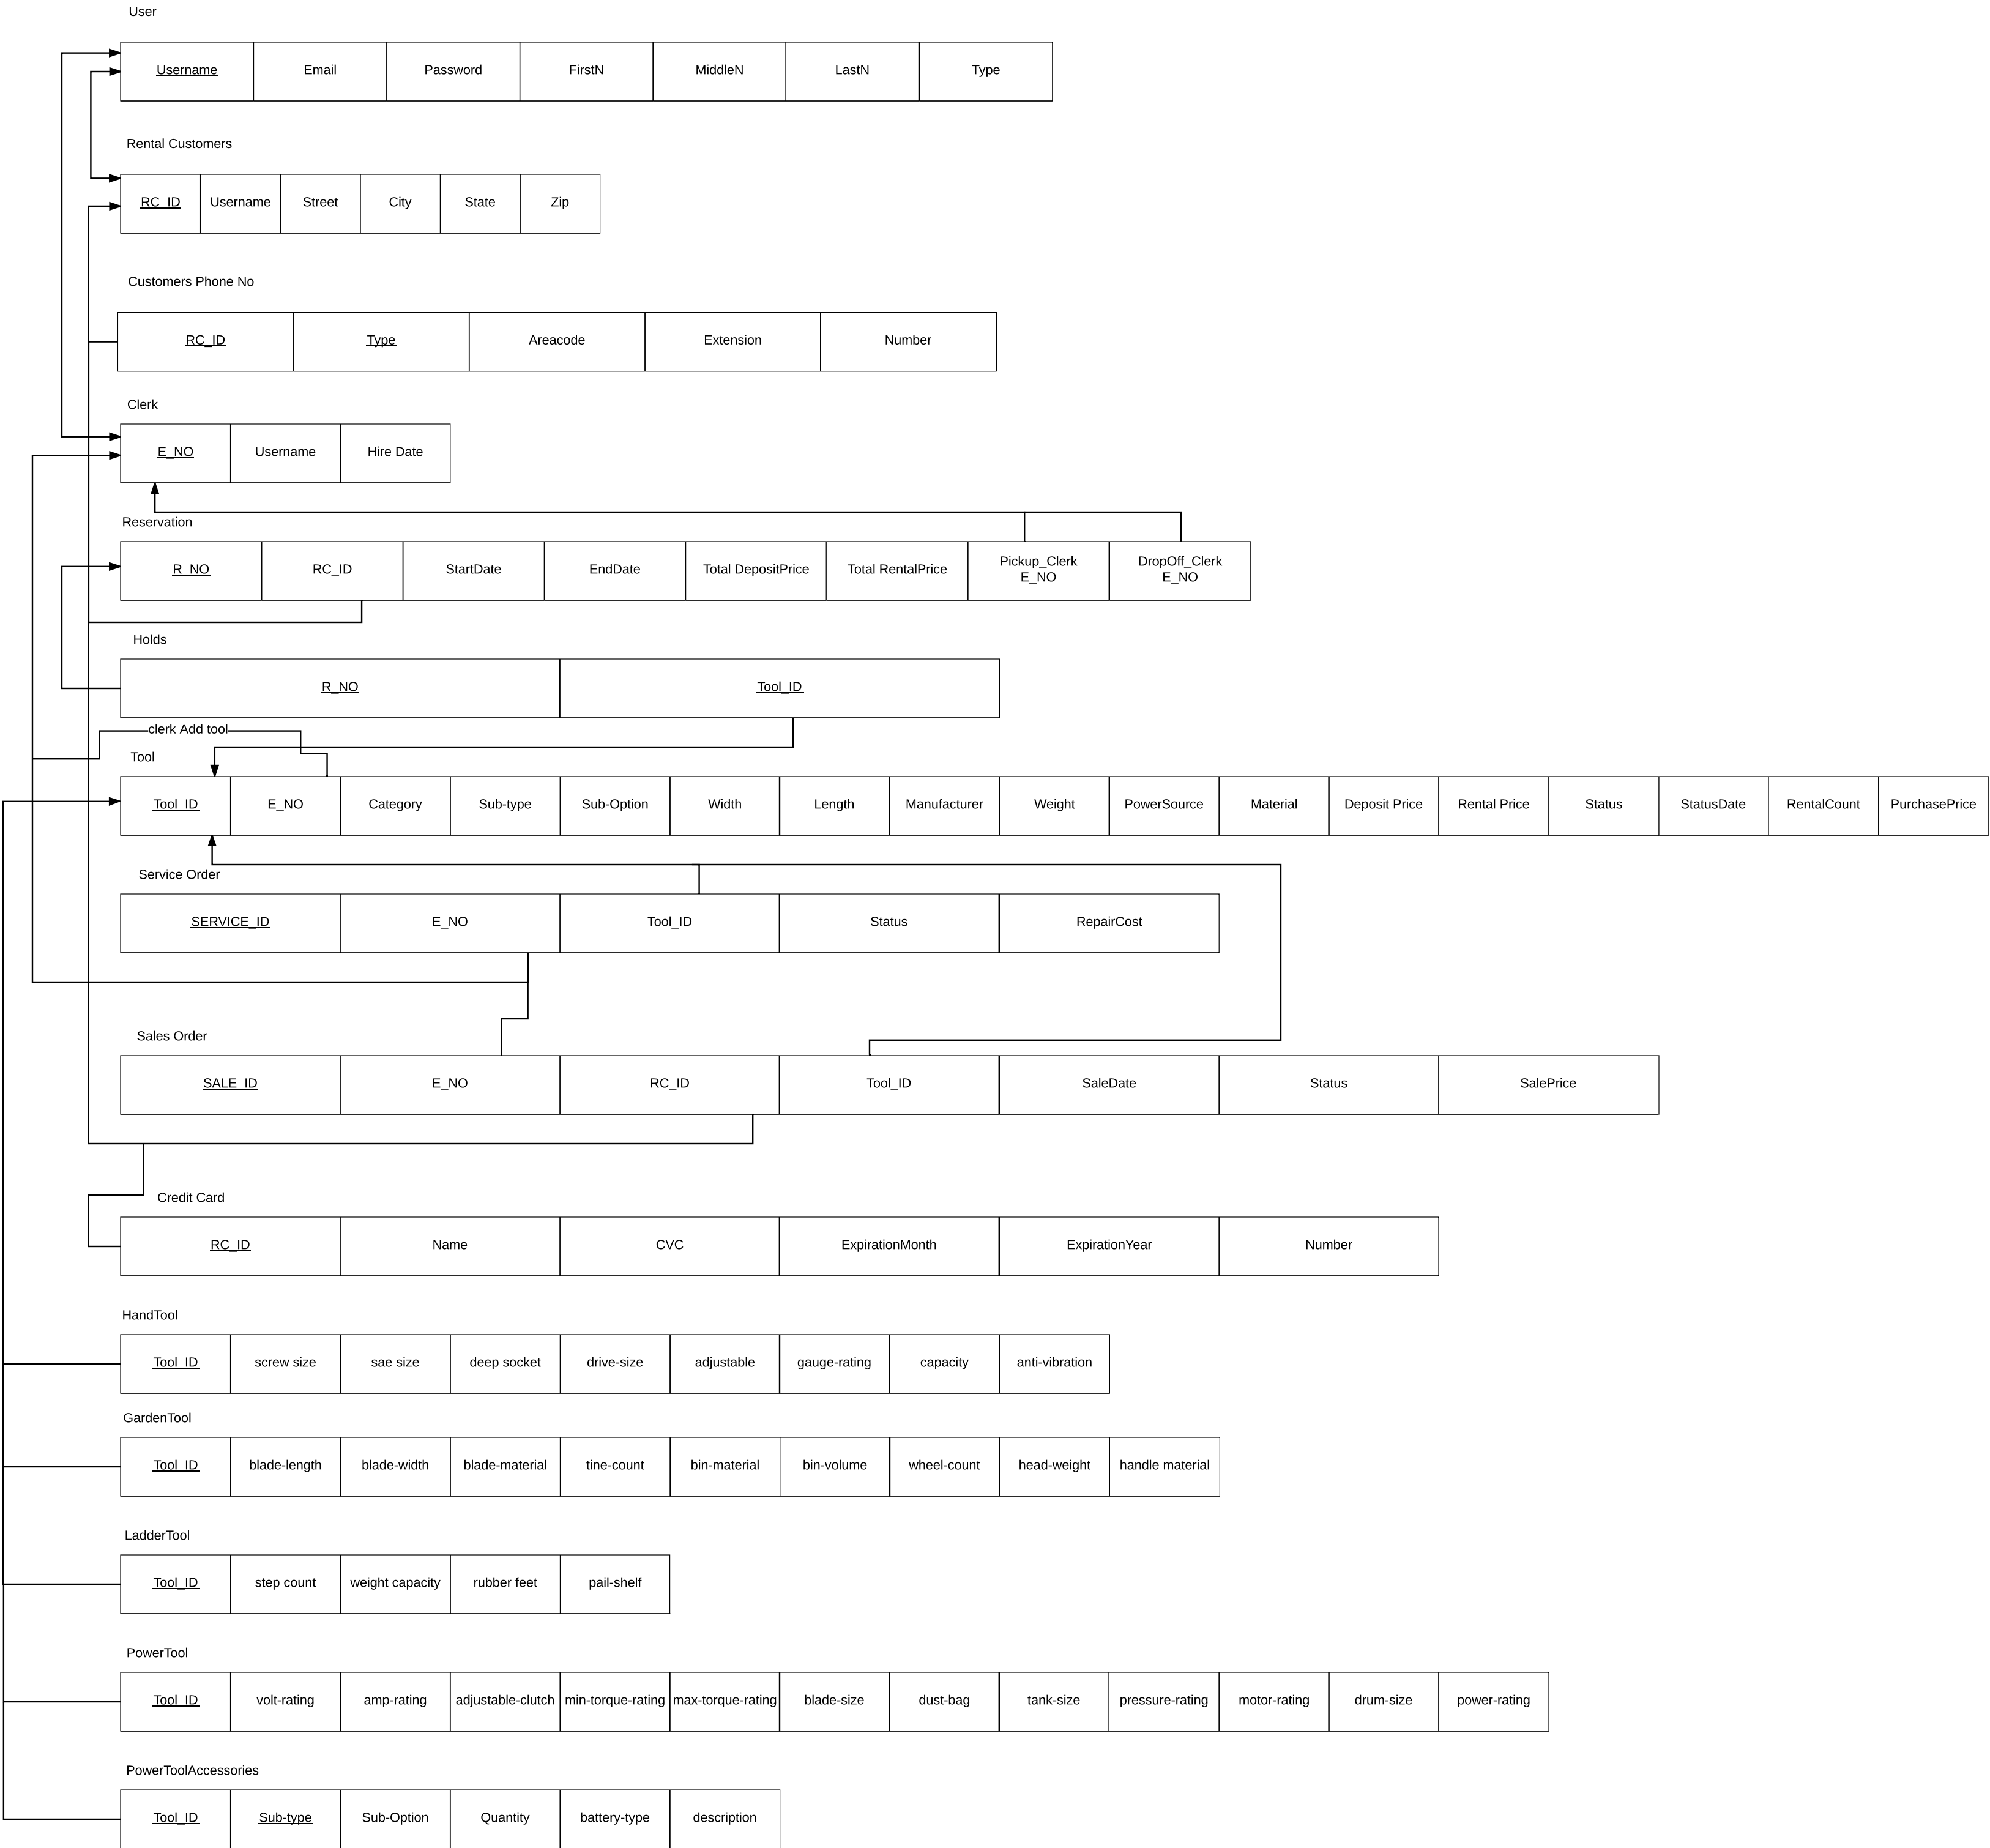 User
Username Email Password FirstN MiddleN LastN Type
Rental Customers
RC_ID Username Street City State Zip
Customers Phone No
RC_ID Type Areacode Extension Number
Clerk
E_NO Username Hire Date
Reservation
R_NO RC_ID StartDate EndDate Total DepositPrice Total RentalPrice Pickup_Clerk E_NO DropOff_Clerk E_NO
Holds
R_NO Tool_ID
clerk Add tool
Tool
Tool_ID E_NO Category Sub-type Sub-Option Width Length Manufacturer Weight PowerSource Material Deposit Price Rental Price Status StatusDate RentalCount PurchasePrice
Service Order
SERVICE_ID E_NO Tool_ID Status RepairCost
Sales Order
SALE_ID E_NO RC_ID Tool_ID SaleDate Status SalePrice
Credit Card
RC_ID Name CVC ExpirationMonth ExpirationYear Number
HandTool
Tool_ID screw size sae size deep socket drive-size adjustable gauge-rating capacity anti-vibration
GardenTool
Tool_ID blade-length blade-width blade-material tine-count bin-material bin-volume wheel-count head-weight handle material
LadderTool
Tool_ID step count weight capacity rubber feet pail-shelf
PowerTool
Tool_ID volt-rating amp-rating adjustable-clutch min-torque-rating max-torque-rating blade-size dust-bag tank-size pressure-rating motor-rating drum-size power-rating
PowerToolAccessories
Tool_ID Sub-type Sub-Option Quantity battery-type description